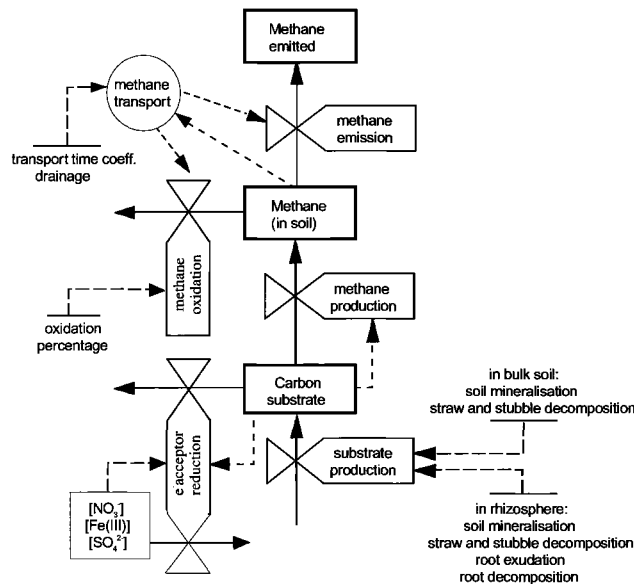 Methane
emitted
methane
transport
methane
emission
transport time coeff.
drainage
Methane
(in soil)
methane
oxidation
methane
production
oxidation
percentage
Carbon
substrate
in bulk soil:
soil mineralisation
straw and stubble decomposition
e⁻acceptor
reduction
substrate
production
[NO₃⁻]
[Fe(III)]
[SO₄²⁻]
in rhizosphere:
soil mineralisation
straw and stubble decomposition
root exudation
root decomposition